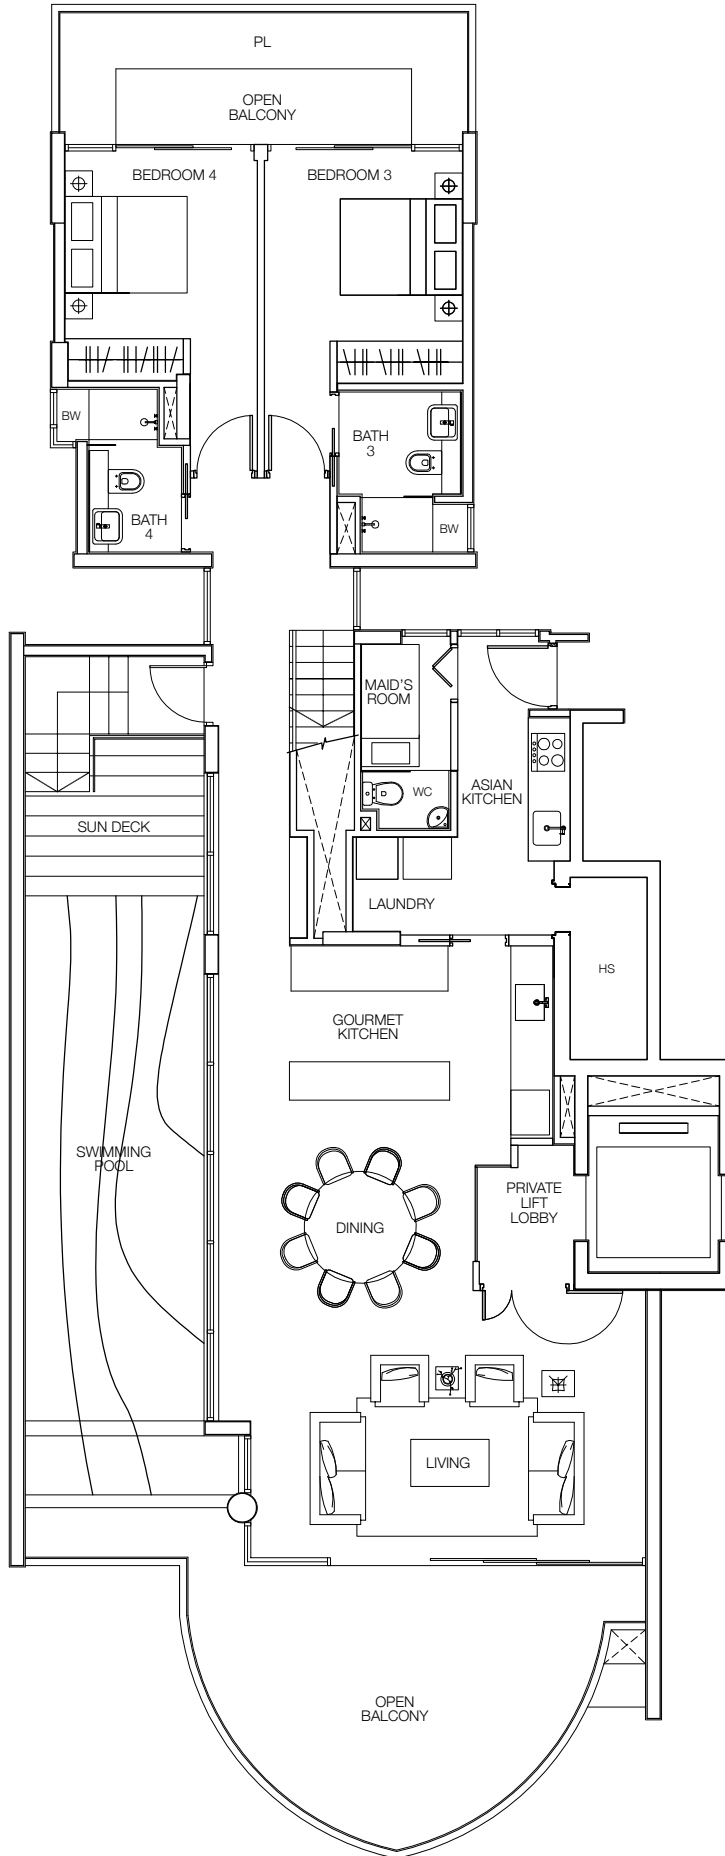 PL
OPEN
BALCONY
BEDROOM 4
BEDROOM 3
BW
BATH
3
BATH
4
BW
MAID'S
ROOM
ASIAN
KITCHEN
WC
SUN DECK
LAUNDRY
HS
GOURMET
KITCHEN
SWIMMING
POOL
PRIVATE
LIFT
LOBBY
DINING
LIVING
OPEN
BALCONY